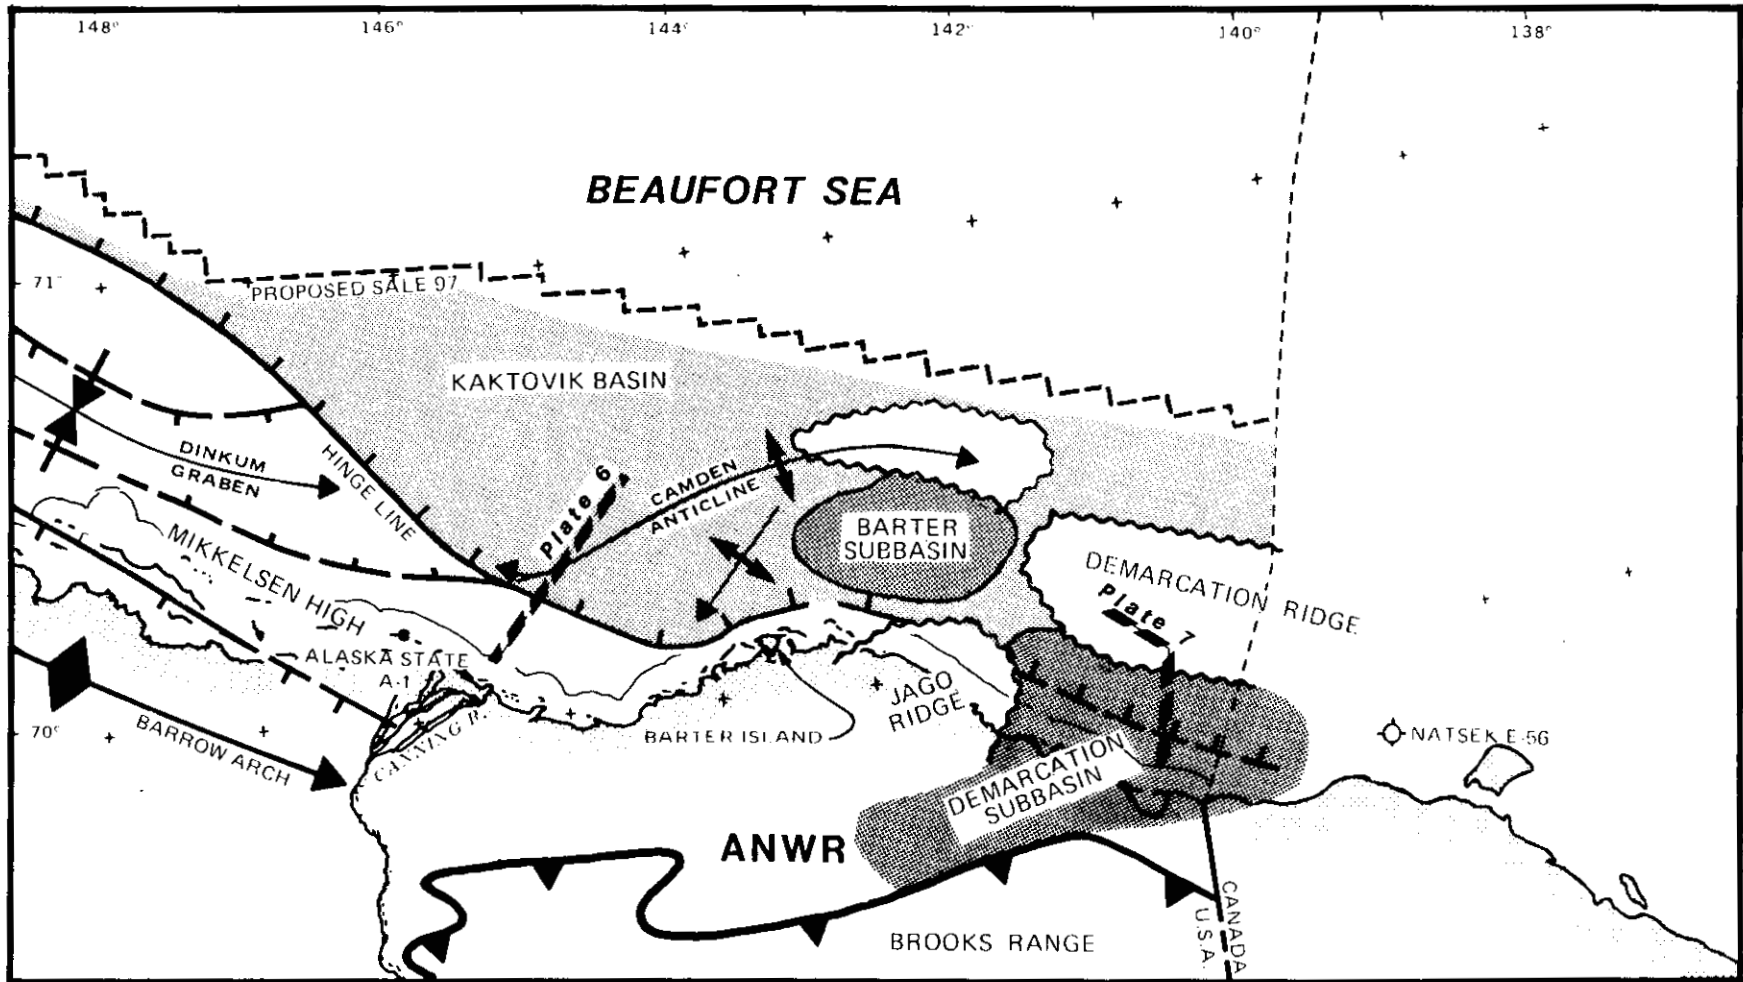 148° 146° 144° 142° 140° 138°
BEAUFORT SEA
71°
PROPOSED SALE 97
KAKTOVIK BASIN
DINKUM
GRABEN
HINGE LINE
Plate 6
CAMDEN
ANTICLINE
BARTER
SUBBASIN
MIKKELSEN HIGH
DEMARCATION RIDGE
Plate 7
ALASKA STATE
A-1
JAGO
RIDGE
70°
BARROW ARCH
CANNING R.
BARTER ISLAND
NATSEK E-56
DEMARCATION
SUBBASIN
ANWR
BROOKS RANGE
U.S.A.
CANADA